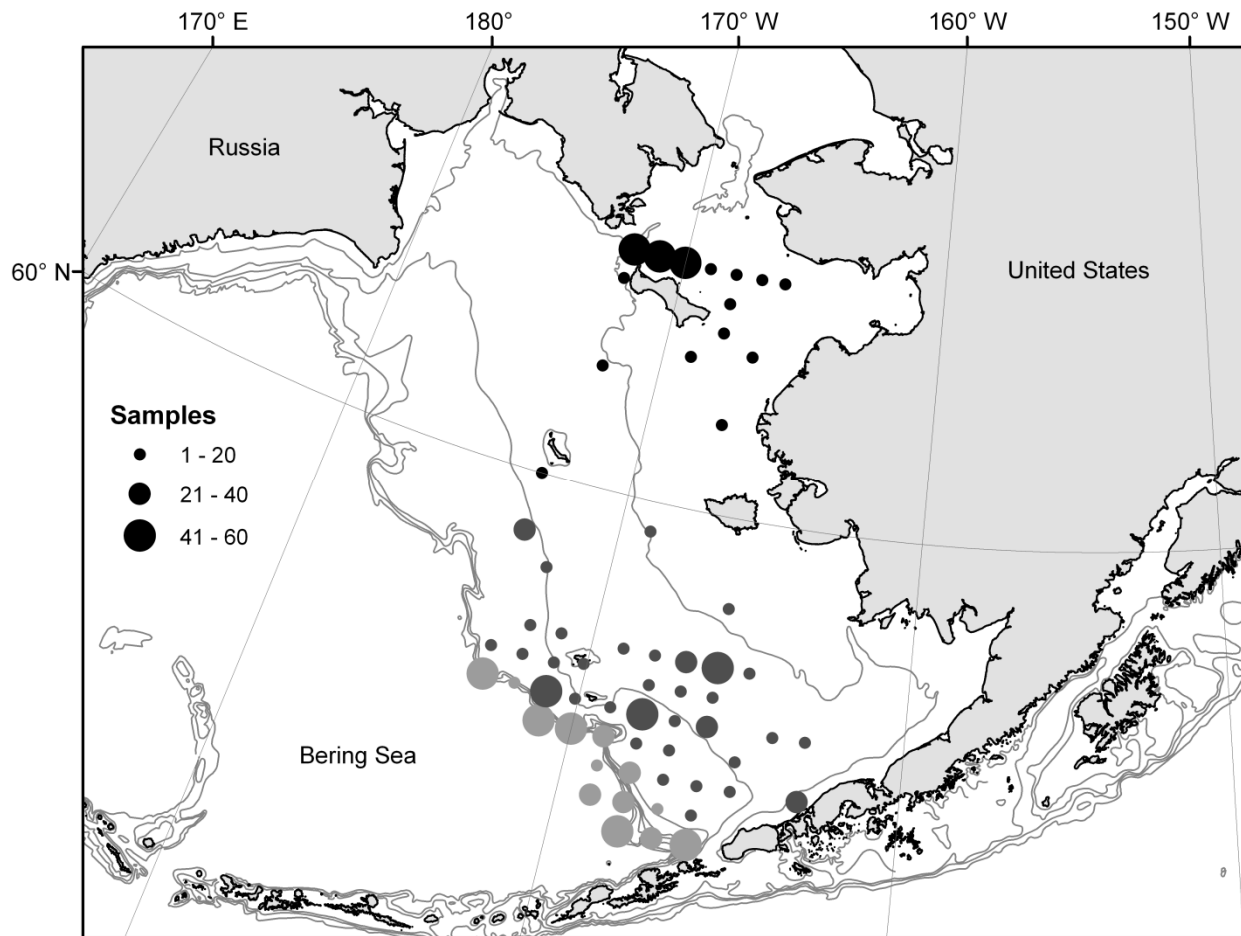 170° E
180°
170° W
160° W
150° W
Russia
60° N
United States
Samples
1 - 20
21 - 40
41 - 60
Bering Sea